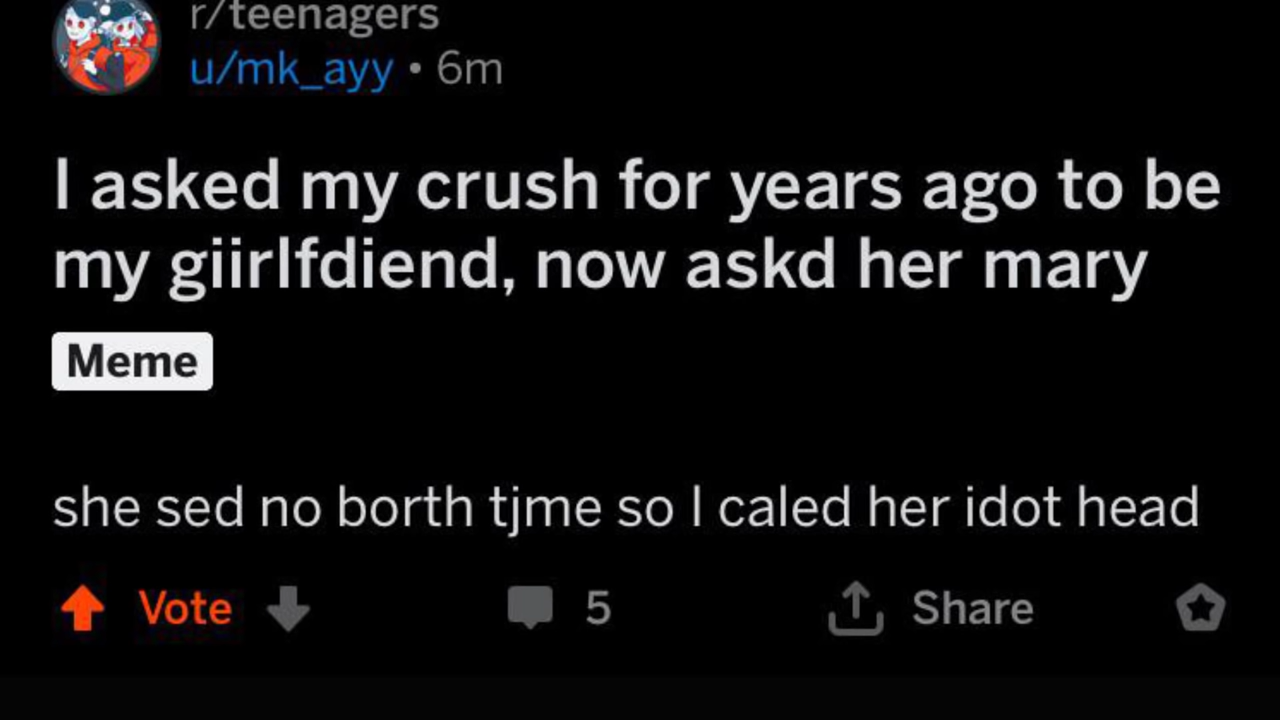 r/teenagers
u/mk_ayy • 6m
I asked my crush for years ago to be
my giirlfdiend, now askd her mary
Meme
she sed no borth tjme so I caled her idot head
Vote 5 Share